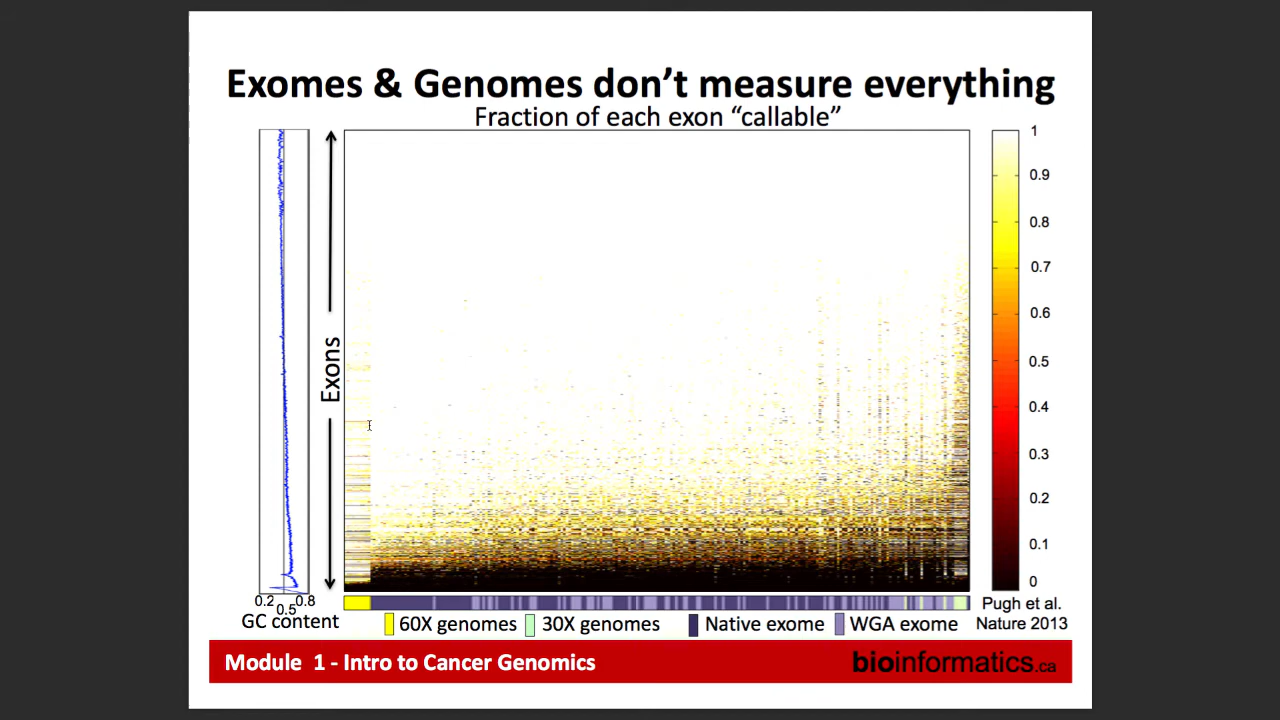 Exomes & Genomes don't measure everything
Fraction of each exon “callable”
Exons
0.2 0.5 0.8
GC content
1
0.9
0.8
0.7
0.6
0.5
0.4
0.3
0.2
0.1
0
60X genomes 30X genomes Native exome WGA exome
Pugh et al.
Nature 2013
Module 1 - Intro to Cancer Genomics
bioinformatics.ca